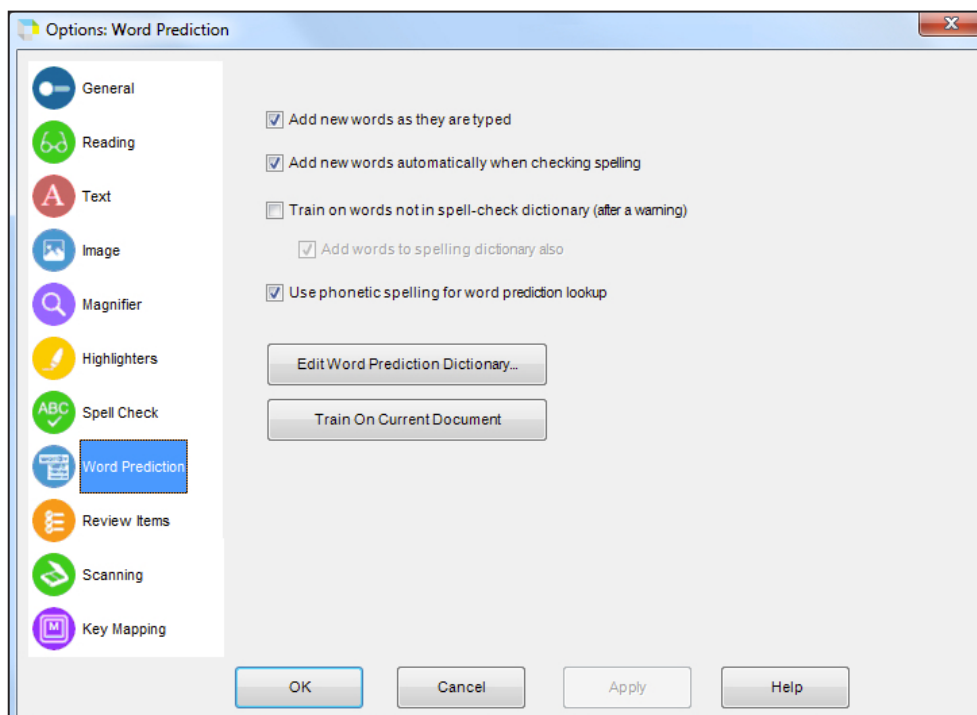 Options: Word Prediction
X
General
Reading
A
Text
Image
Magnifier
Highlighters
ABC
Spell Check
Word Prediction
Review Items
Scanning
M
Key Mapping
Add new words as they are typed
Add new words automatically when checking spelling
Train on words not in spell-check dictionary (after a warning)
Add words to spelling dictionary also
Use phonetic spelling for word prediction lookup
Edit Word Prediction Dictionary...
Train On Current Document
OK
Cancel
Apply
Help